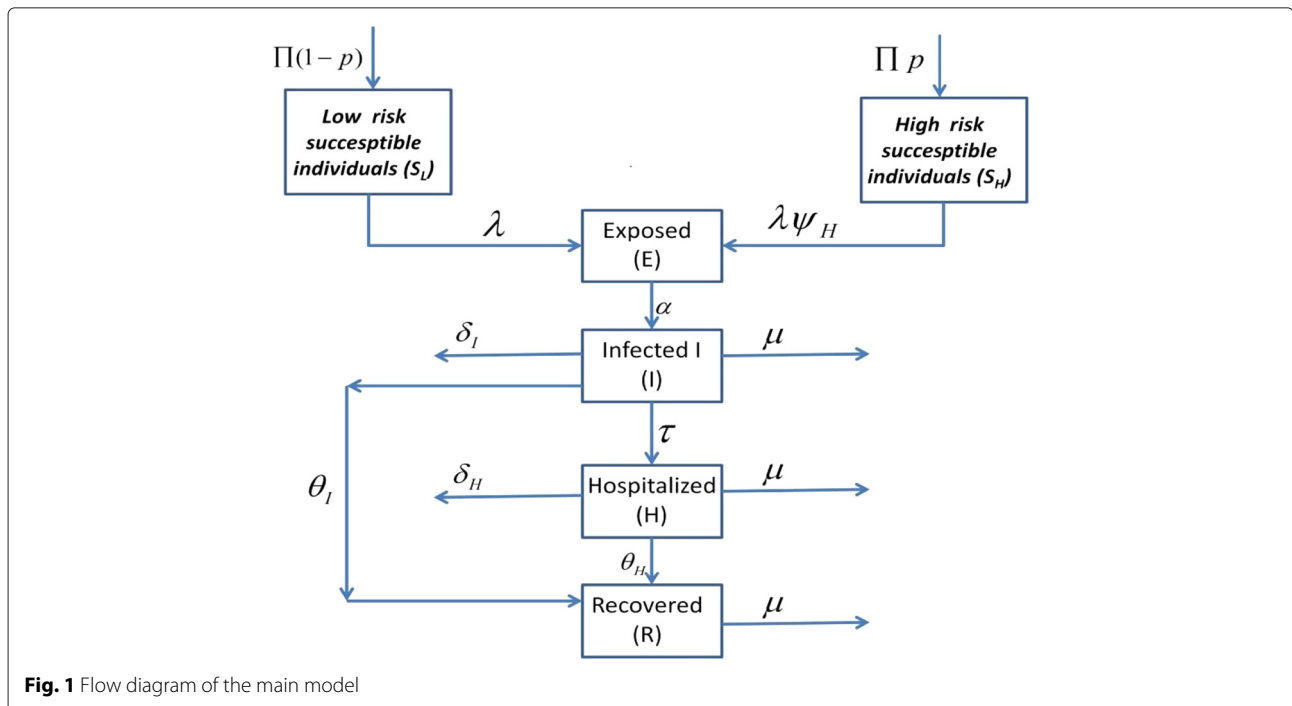 Π(1−p)
Π p
Low risk
succesptible
individuals (S_L)
High risk
succesptible
individuals (S_H)
λ
λψ_H
Exposed
(E)
α
δ_I
Infected I
(I)
μ
τ
θ_I
δ_H
Hospitalized
(H)
μ
θ_H
Recovered
(R)
μ
Fig. 1 Flow diagram of the main model